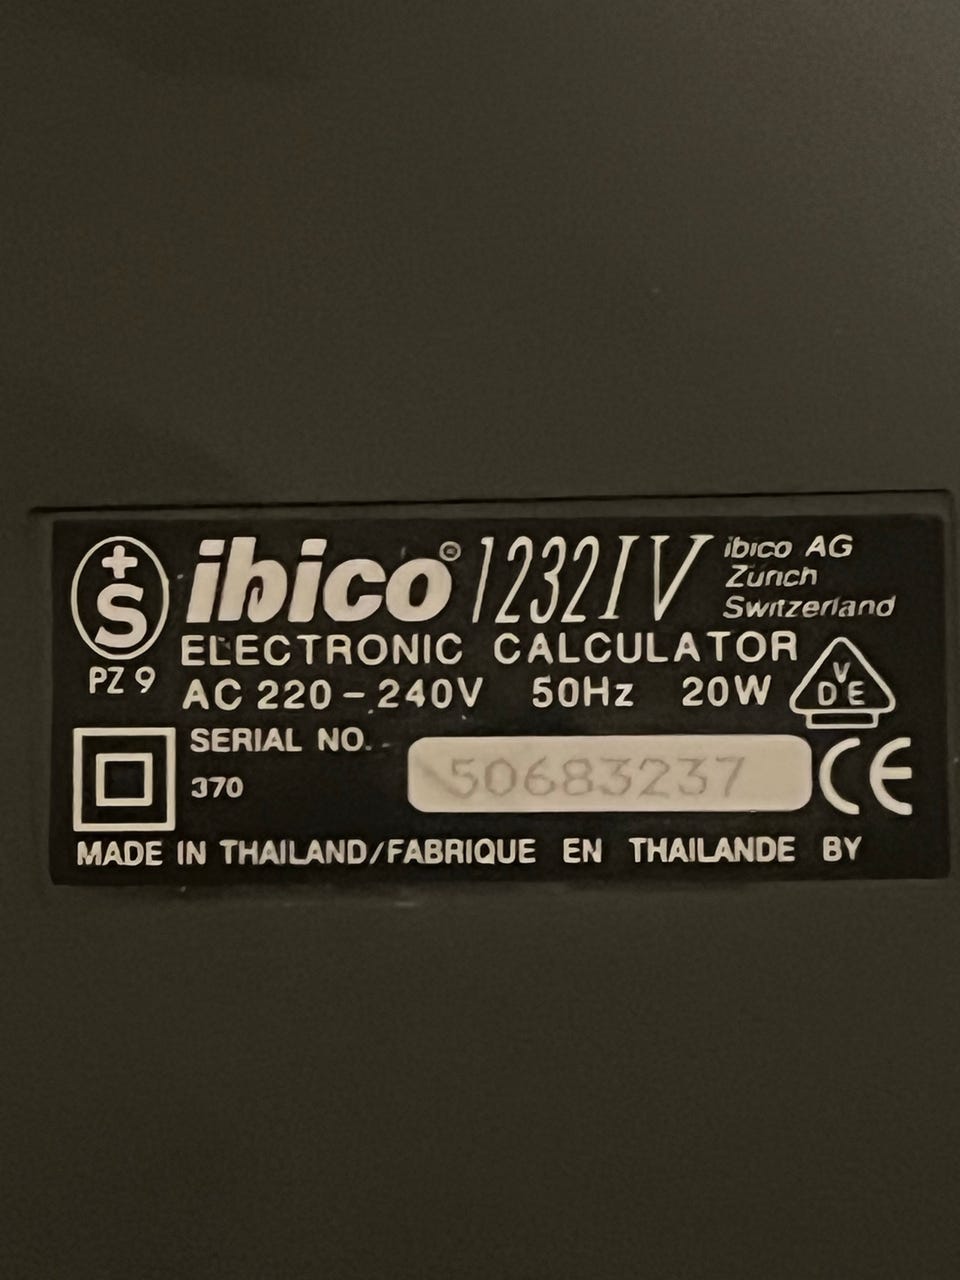 ibico® 1232IV
ibico AG
Zürich
Switzerland
+S
PZ 9
ELECTRONIC CALCULATOR
AC 220-240V 50Hz 20W
VDE
SERIAL NO.
370
50683237
CE
MADE IN THAILAND/FABRIQUE EN THAILANDE BY